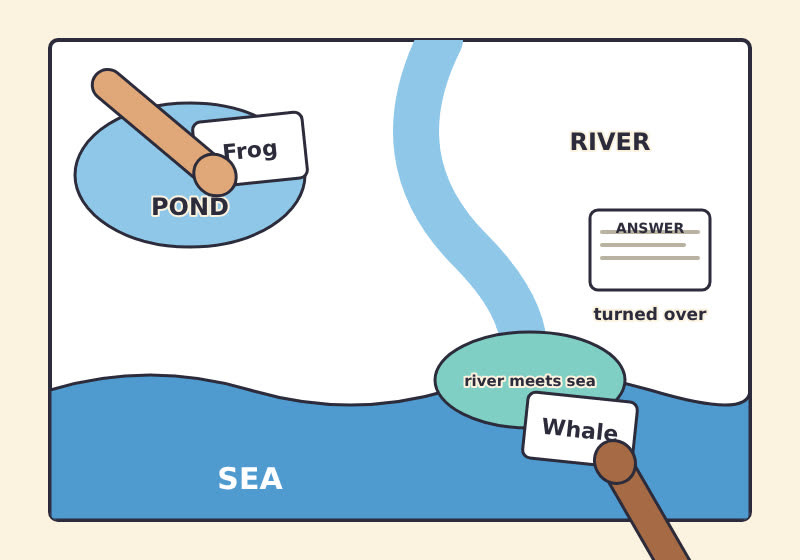 Frog
POND
RIVER
ANSWER
turned over
river meets sea
Whale
SEA